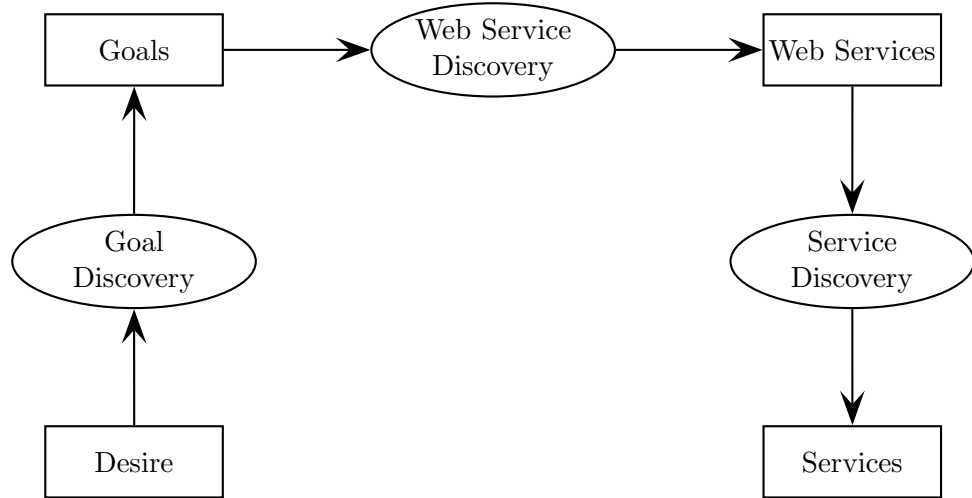 Goals
Web Service
Discovery
Web Services
Goal
Discovery
Service
Discovery
Desire
Services